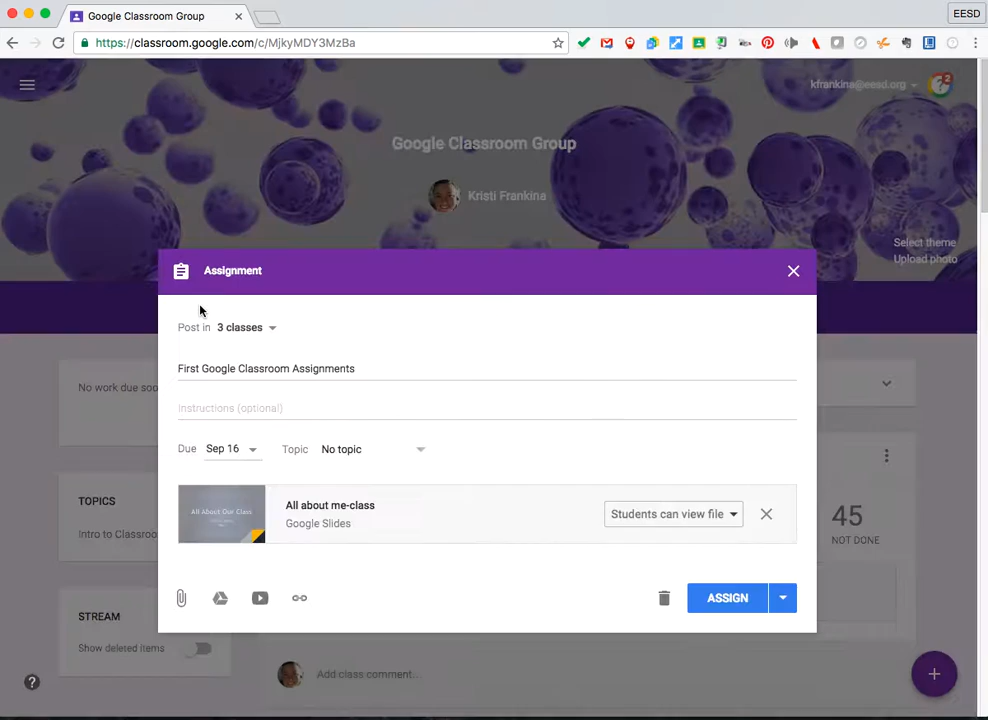 Google Classroom Group
EESD
https://classroom.google.com/c/MjkyMDY3MzBa
kfrankina@eesd.org
2
Google Classroom Group
Kristi Frankina
Select theme
Upload photo
Assignment
Post in 3 classes
No work due soo
First Google Classroom Assignments
Instructions (optional)
Due Sep 16 Topic No topic
TOPICS
Intro to Classroo
All About Our Class
All about me-class
Google Slides
Students can view file
45
NOT DONE
ASSIGN
STREAM
Show deleted items
Add class comment...